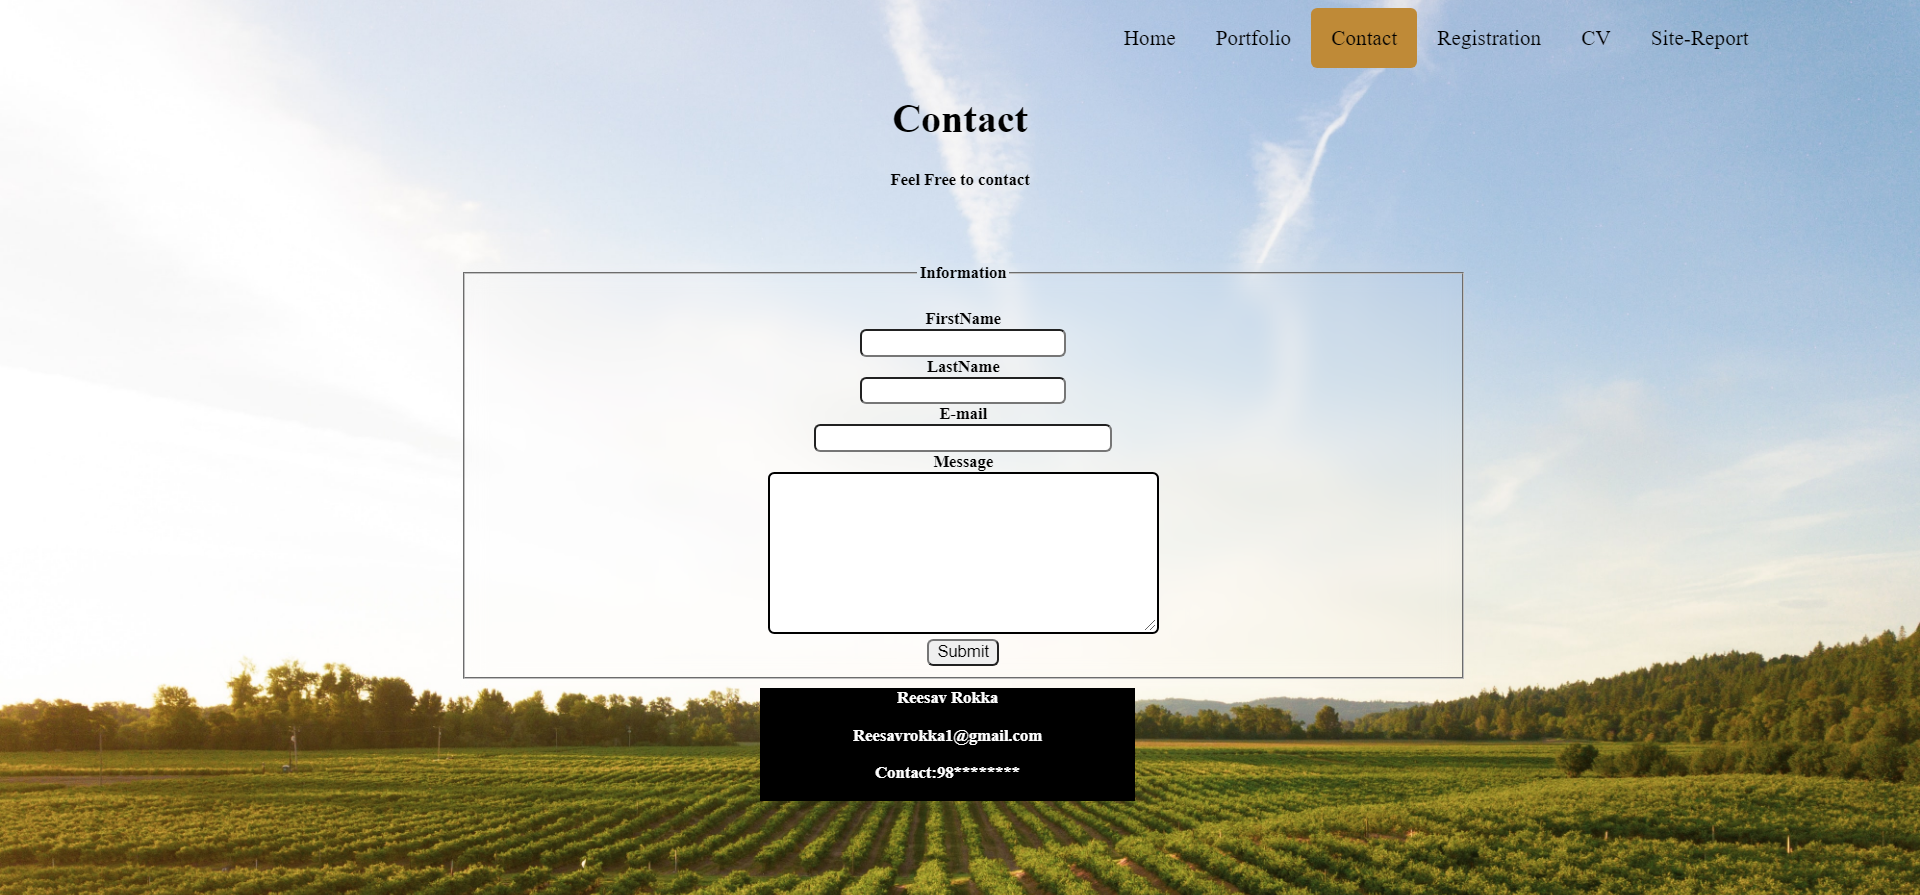 Home Portfolio Contact Registration CV Site-Report
Contact
Feel Free to contact
Information
FirstName
LastName
E-mail
Message
Submit
Reesav Rokka
Reesavrokka1@gmail.com
Contact:98********